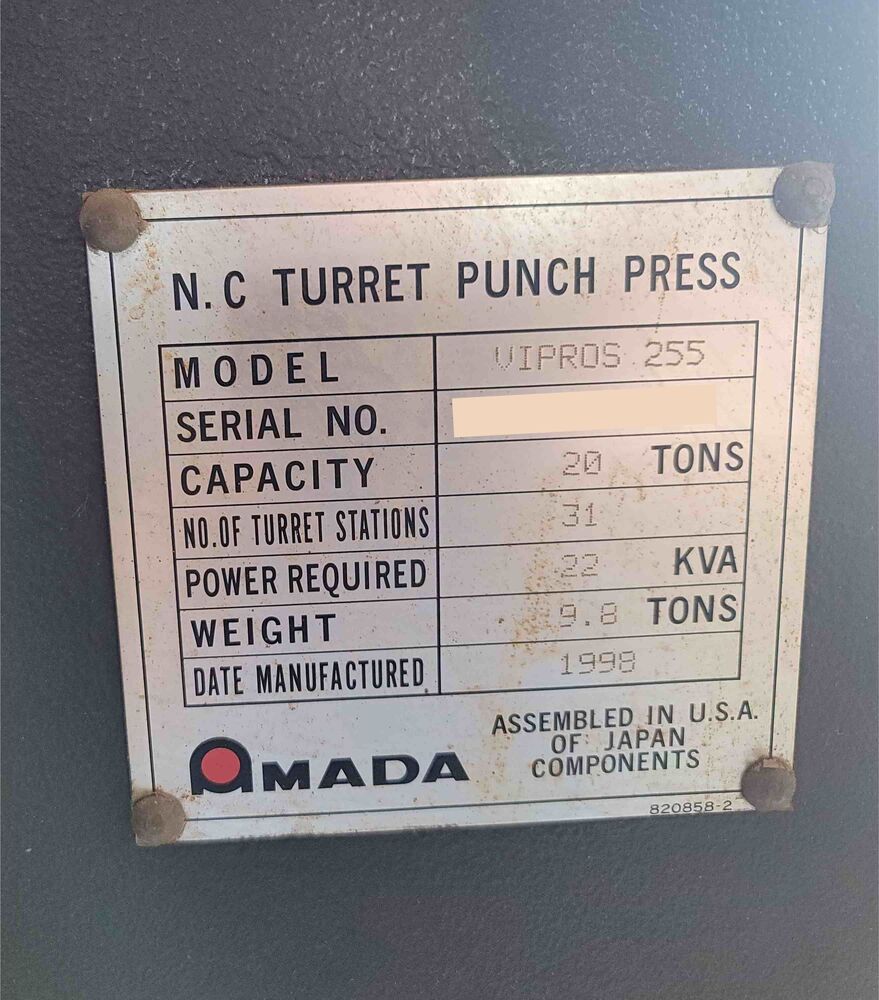 N.C TURRET PUNCH PRESS
MODEL VIPROS 255
SERIAL NO.
CAPACITY 20 TONS
NO.OF TURRET STATIONS 31
POWER REQUIRED 22 KVA
WEIGHT 9.8 TONS
DATE MANUFACTURED 1998
AMADA
ASSEMBLED IN U.S.A.
OF JAPAN
COMPONENTS
820858-2